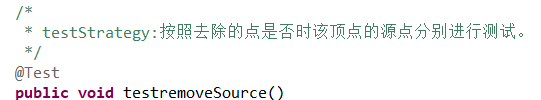 /*
* testStrategy:按照去除的点是否时该顶点的源点分别进行测试。
*/
@Test
public void testremoveSource()